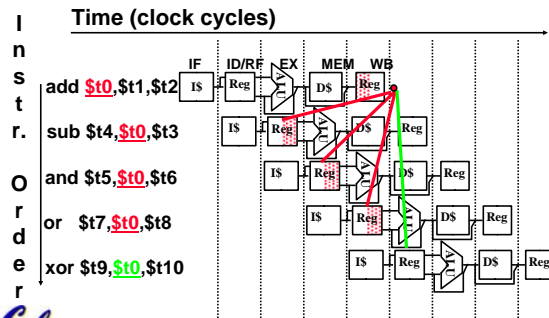 Time (clock cycles)
Instr. Order
IF ID/RF EX MEM WB
add $t0,$t1,$t2
I$ Reg ALU D$ Reg
sub $t4,$t0,$t3
I$ Reg ALU D$ Reg
and $t5,$t0,$t6
I$ Reg ALU D$ Reg
or $t7,$t0,$t8
I$ Reg ALU D$ Reg
xor $t9,$t0,$t10
I$ Reg ALU D$ Reg